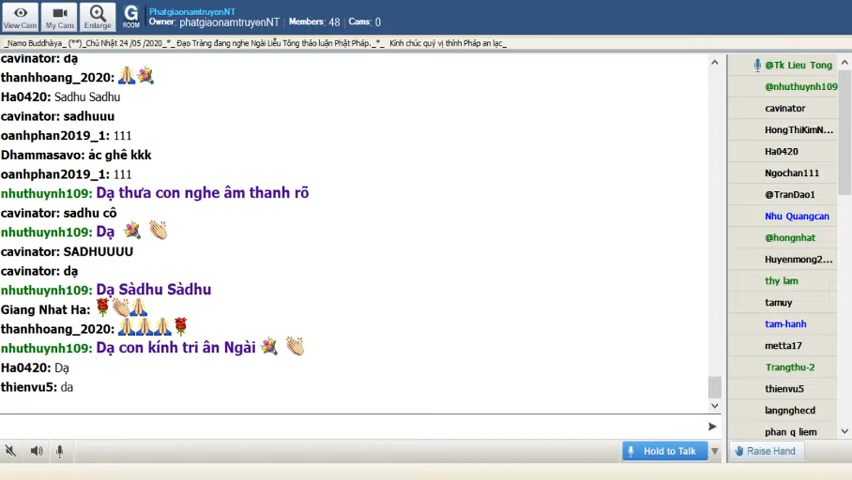 PhatgiaonamtruyenNT
Owner: phatgiaonamtruyenNT Members: 48 Cams: 0
View Cam My Cam Enlarge G ROOM
_Namo Buddhàya_ (**)_Chủ Nhật 24 /05 /2020_*_ Đạo Tràng đang nghe Ngài Liễu Tông thảo luận Phật Pháp._*_ Kính chúc quý vị thính Pháp an lạc_
cavinator: dạ
thanhhoang_2020: 🙏💐
Ha0420: Sadhu Sadhu
cavinator: sadhuuu
oanhphan2019_1: 111
Dhammasavo: ác ghê kkk
oanhphan2019_1: 111
nhuthuynh109: Dạ thưa con nghe âm thanh rõ
cavinator: sadhu cô
nhuthuynh109: Dạ 💐 👏
cavinator: SADHUUUU
cavinator: dạ
nhuthuynh109: Dạ Sàdhu Sàdhu
Giang Nhat Ha: 🌹👏🙏
thanhhoang_2020: 🙏🙏🙏🌹
nhuthuynh109: Dạ con kính tri ân Ngài 💐 👏
Ha0420: Dạ
thienvu5: da
@Tk Lieu Tong
@nhuthuynh109
cavinator
HongThiKimN...
Ha0420
Ngochan111
@TranDao1
Nhu Quangcan
@hongnhat
Huyenmong2...
thy lam
tamuy
tam-hanh
metta17
Trangthu-2
thienvu5
langnghecd
phan q liem
Hold to Talk
Raise Hand